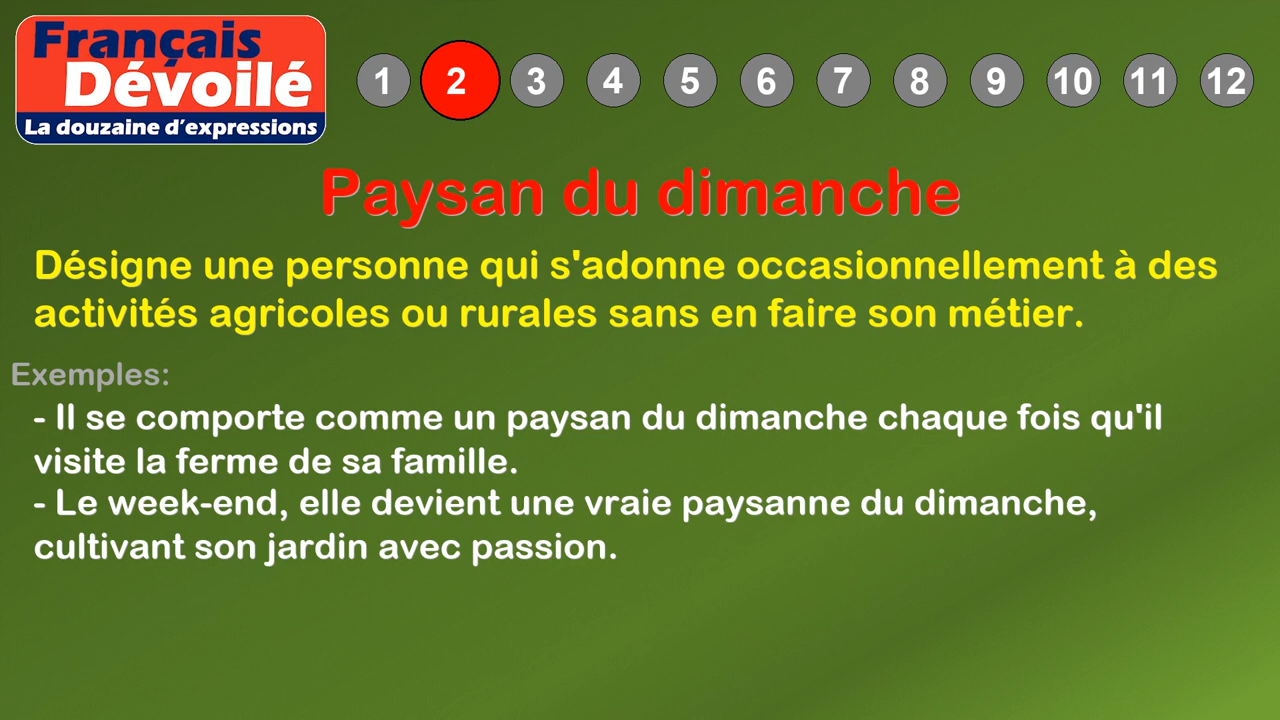 Français
Dévoilé
La douzaine d'expressions
1 2 3 4 5 6 7 8 9 10 11 12
Paysan du dimanche
Désigne une personne qui s'adonne occasionnellement à des
activités agricoles ou rurales sans en faire son métier.
Exemples:
- Il se comporte comme un paysan du dimanche chaque fois qu'il
visite la ferme de sa famille.
- Le week-end, elle devient une vraie paysanne du dimanche,
cultivant son jardin avec passion.